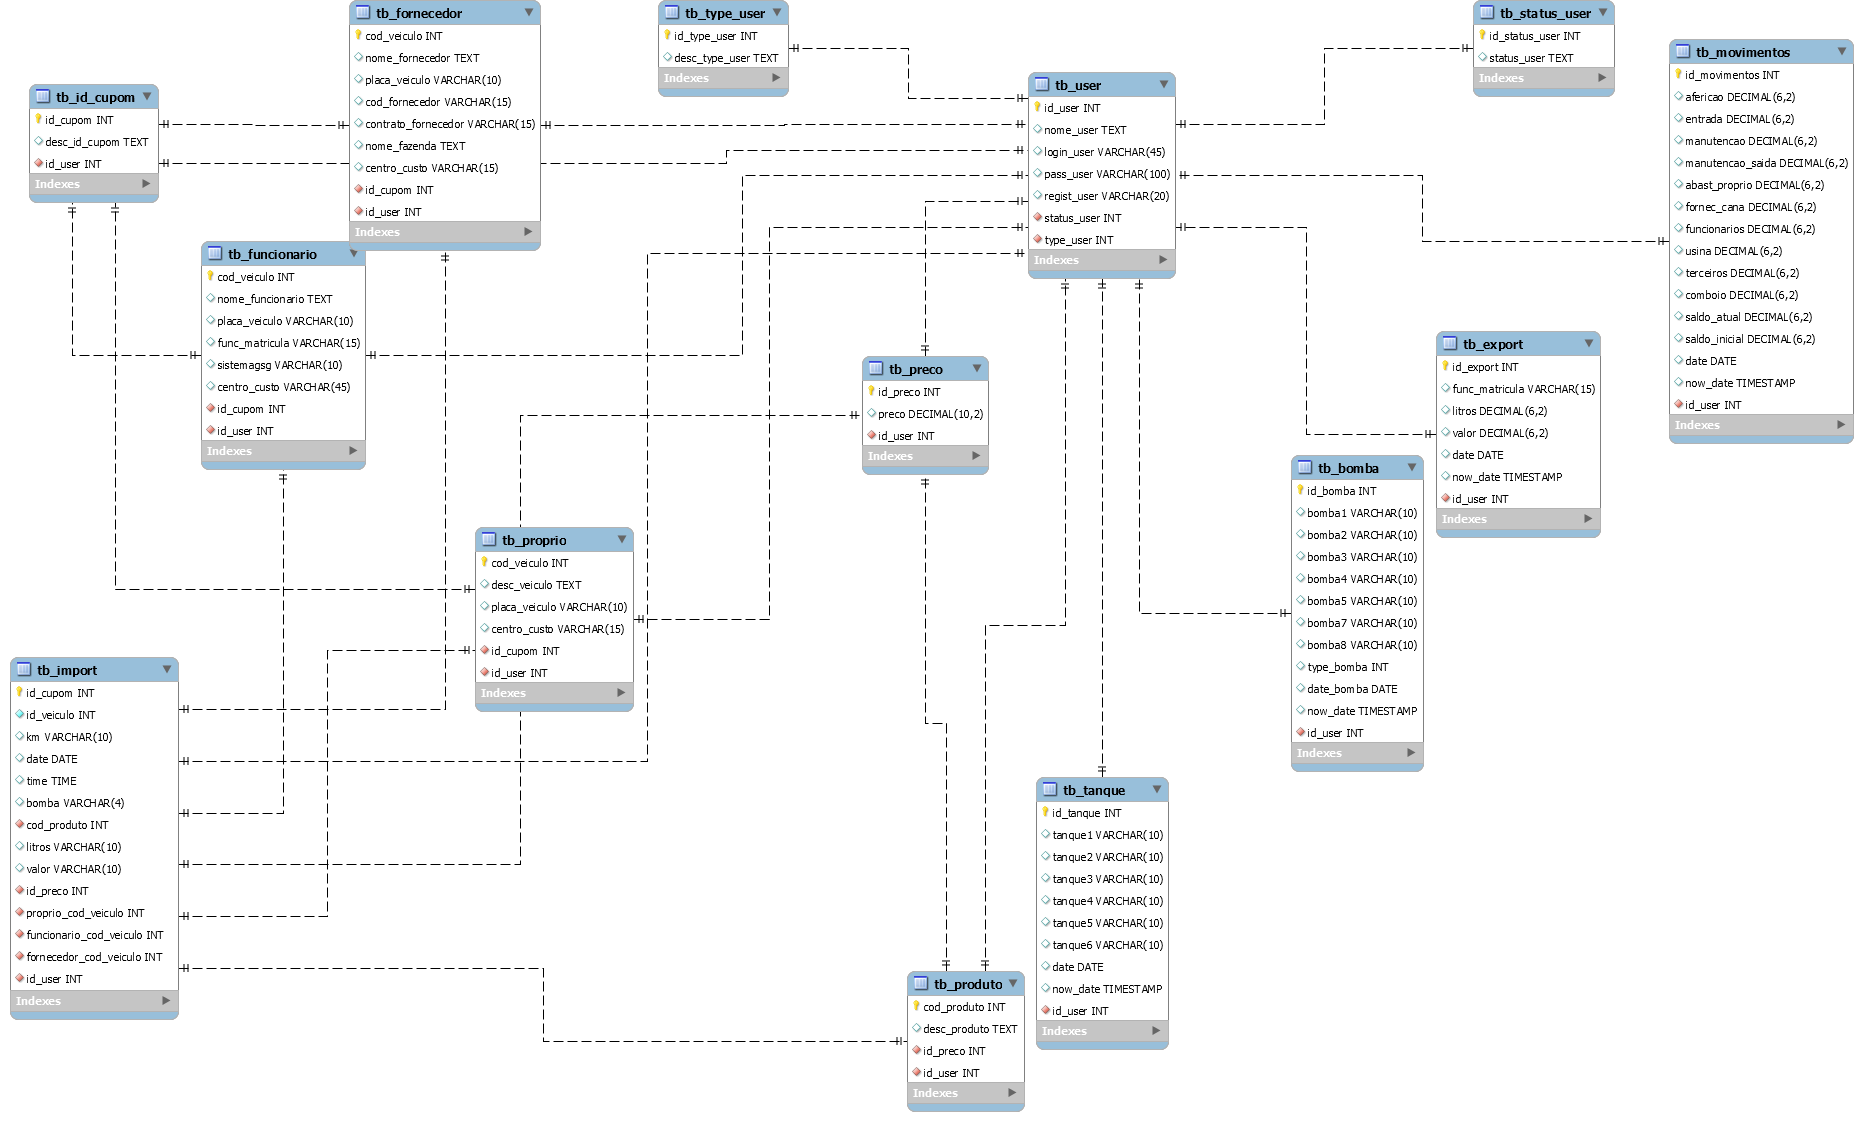 tb_fornecedor
cod_veiculo INT
nome_fornecedor TEXT
placa_veiculo VARCHAR(10)
cod_fornecedor VARCHAR(15)
contrato_fornecedor VARCHAR(15)
nome_fazenda TEXT
centro_custo VARCHAR(15)
id_cupom INT
id_user INT
Indexes
tb_type_user
id_type_user INT
desc_type_user TEXT
Indexes
tb_status_user
id_status_user INT
status_user TEXT
Indexes
tb_movimentos
id_movimentos INT
afericao DECIMAL(6,2)
entrada DECIMAL(6,2)
manutencao DECIMAL(6,2)
manutencao_saida DECIMAL(6,2)
abast_proprio DECIMAL(6,2)
fornec_cana DECIMAL(6,2)
funcionarios DECIMAL(6,2)
usina DECIMAL(6,2)
terceiros DECIMAL(6,2)
comboio DECIMAL(6,2)
saldo_atual DECIMAL(6,2)
saldo_inicial DECIMAL(6,2)
date DATE
now_date TIMESTAMP
id_user INT
Indexes
tb_id_cupom
id_cupom INT
desc_id_cupom TEXT
id_user INT
Indexes
tb_user
id_user INT
nome_user TEXT
login_user VARCHAR(45)
pass_user VARCHAR(100)
regist_user VARCHAR(20)
status_user INT
type_user INT
Indexes
tb_funcionario
cod_veiculo INT
nome_funcionario TEXT
placa_veiculo VARCHAR(10)
func_matricula VARCHAR(15)
sistemagsg VARCHAR(10)
centro_custo VARCHAR(45)
id_cupom INT
id_user INT
Indexes
tb_preco
id_preco INT
preco DECIMAL(10,2)
id_user INT
Indexes
tb_export
id_export INT
func_matricula VARCHAR(15)
litros DECIMAL(6,2)
valor DECIMAL(6,2)
date DATE
now_date TIMESTAMP
id_user INT
Indexes
tb_bomba
id_bomba INT
bomba1 VARCHAR(10)
bomba2 VARCHAR(10)
bomba3 VARCHAR(10)
bomba4 VARCHAR(10)
bomba5 VARCHAR(10)
bomba7 VARCHAR(10)
bomba8 VARCHAR(10)
type_bomba INT
date_bomba DATE
now_date TIMESTAMP
id_user INT
Indexes
tb_proprio
cod_veiculo INT
desc_veiculo TEXT
placa_veiculo VARCHAR(10)
centro_custo VARCHAR(15)
id_cupom INT
id_user INT
Indexes
tb_import
id_cupom INT
id_veiculo INT
km VARCHAR(10)
date DATE
time TIME
bomba VARCHAR(4)
cod_produto INT
litros VARCHAR(10)
valor VARCHAR(10)
id_preco INT
proprio_cod_veiculo INT
funcionario_cod_veiculo INT
fornecedor_cod_veiculo INT
id_user INT
Indexes
tb_tanque
id_tanque INT
tanque1 VARCHAR(10)
tanque2 VARCHAR(10)
tanque3 VARCHAR(10)
tanque4 VARCHAR(10)
tanque5 VARCHAR(10)
tanque6 VARCHAR(10)
date DATE
now_date TIMESTAMP
id_user INT
Indexes
tb_produto
cod_produto INT
desc_produto TEXT
id_preco INT
id_user INT
Indexes